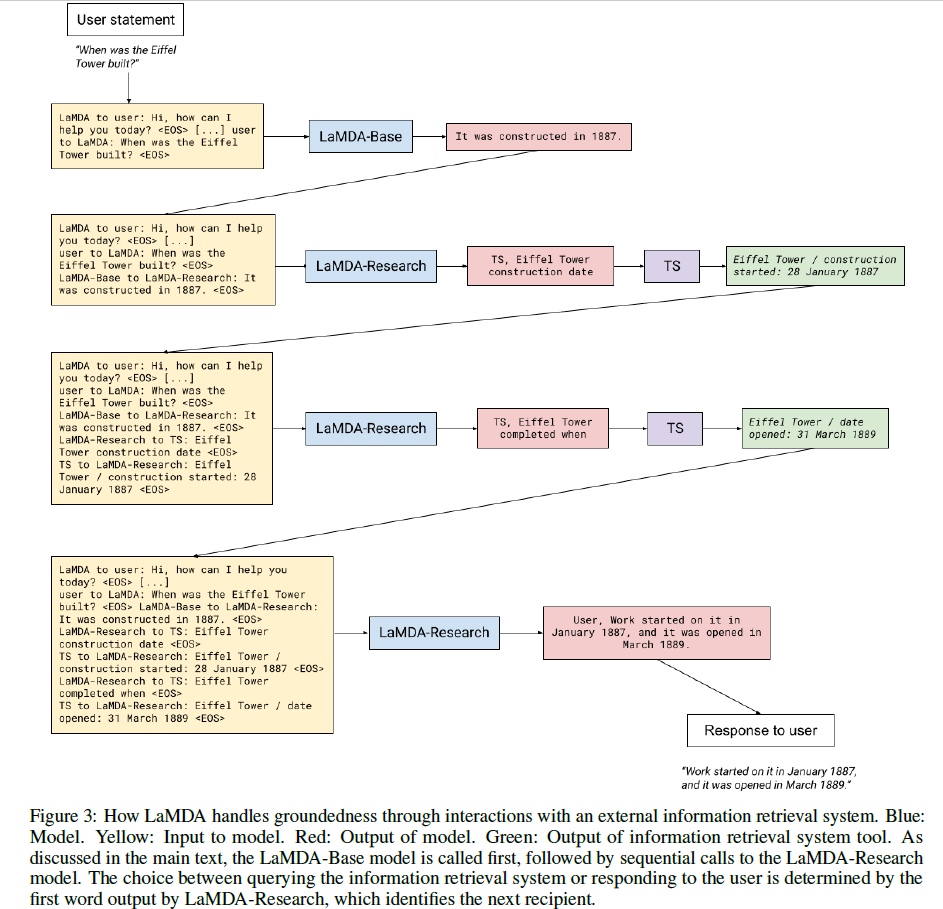 User statement
"When was the Eiffel
Tower built?"
LaMDA to user: Hi, how can I
help you today? <EOS> [...] user
to LaMDA: When was the Eiffel
Tower built? <EOS>
LaMDA-Base
It was constructed in 1887.
LaMDA to user: Hi, how can I help
you today? <EOS> [...]
user to LaMDA: When was the
Eiffel Tower built? <EOS>
LaMDA-Base to LaMDA-Research: It
was constructed in 1887. <EOS>
LaMDA-Research
TS, Eiffel Tower
construction date
TS
Eiffel Tower / construction
started: 28 January 1887
LaMDA to user: Hi, how can I help
you today? <EOS> [...]
user to LaMDA: When was the
Eiffel Tower built? <EOS>
LaMDA-Base to LaMDA-Research: It
was constructed in 1887. <EOS>
LaMDA-Research to TS: Eiffel
Tower construction date <EOS>
TS to LaMDA-Research: Eiffel
Tower / construction started: 28
January 1887 <EOS>
LaMDA-Research
TS, Eiffel Tower
completed when
TS
Eiffel Tower / date
opened: 31 March 1889
LaMDA to user: Hi, how can I help you
today? <EOS> [...]
user to LaMDA: When was the Eiffel Tower
built? <EOS> LaMDA-Base to LaMDA-Research:
It was constructed in 1887. <EOS>
LaMDA-Research to TS: Eiffel Tower
construction date <EOS>
TS to LaMDA-Research: Eiffel Tower /
construction started: 28 January 1887 <EOS>
LaMDA-Research to TS: Eiffel Tower
completed when <EOS>
TS to LaMDA-Research: Eiffel Tower / date
opened: 31 March 1889 <EOS>
LaMDA-Research
User, Work started on it in
January 1887, and it was opened in
March 1889.
Response to user
"Work started on it in January 1887,
and it was opened in March 1889."
Figure 3: How LaMDA handles groundedness through interactions with an external information retrieval system. Blue:
Model. Yellow: Input to model. Red: Output of model. Green: Output of information retrieval system tool. As
discussed in the main text, the LaMDA-Base model is called first, followed by sequential calls to the LaMDA-Research
model. The choice between querying the information retrieval system or responding to the user is determined by the
first word output by LaMDA-Research, which identifies the next recipient.